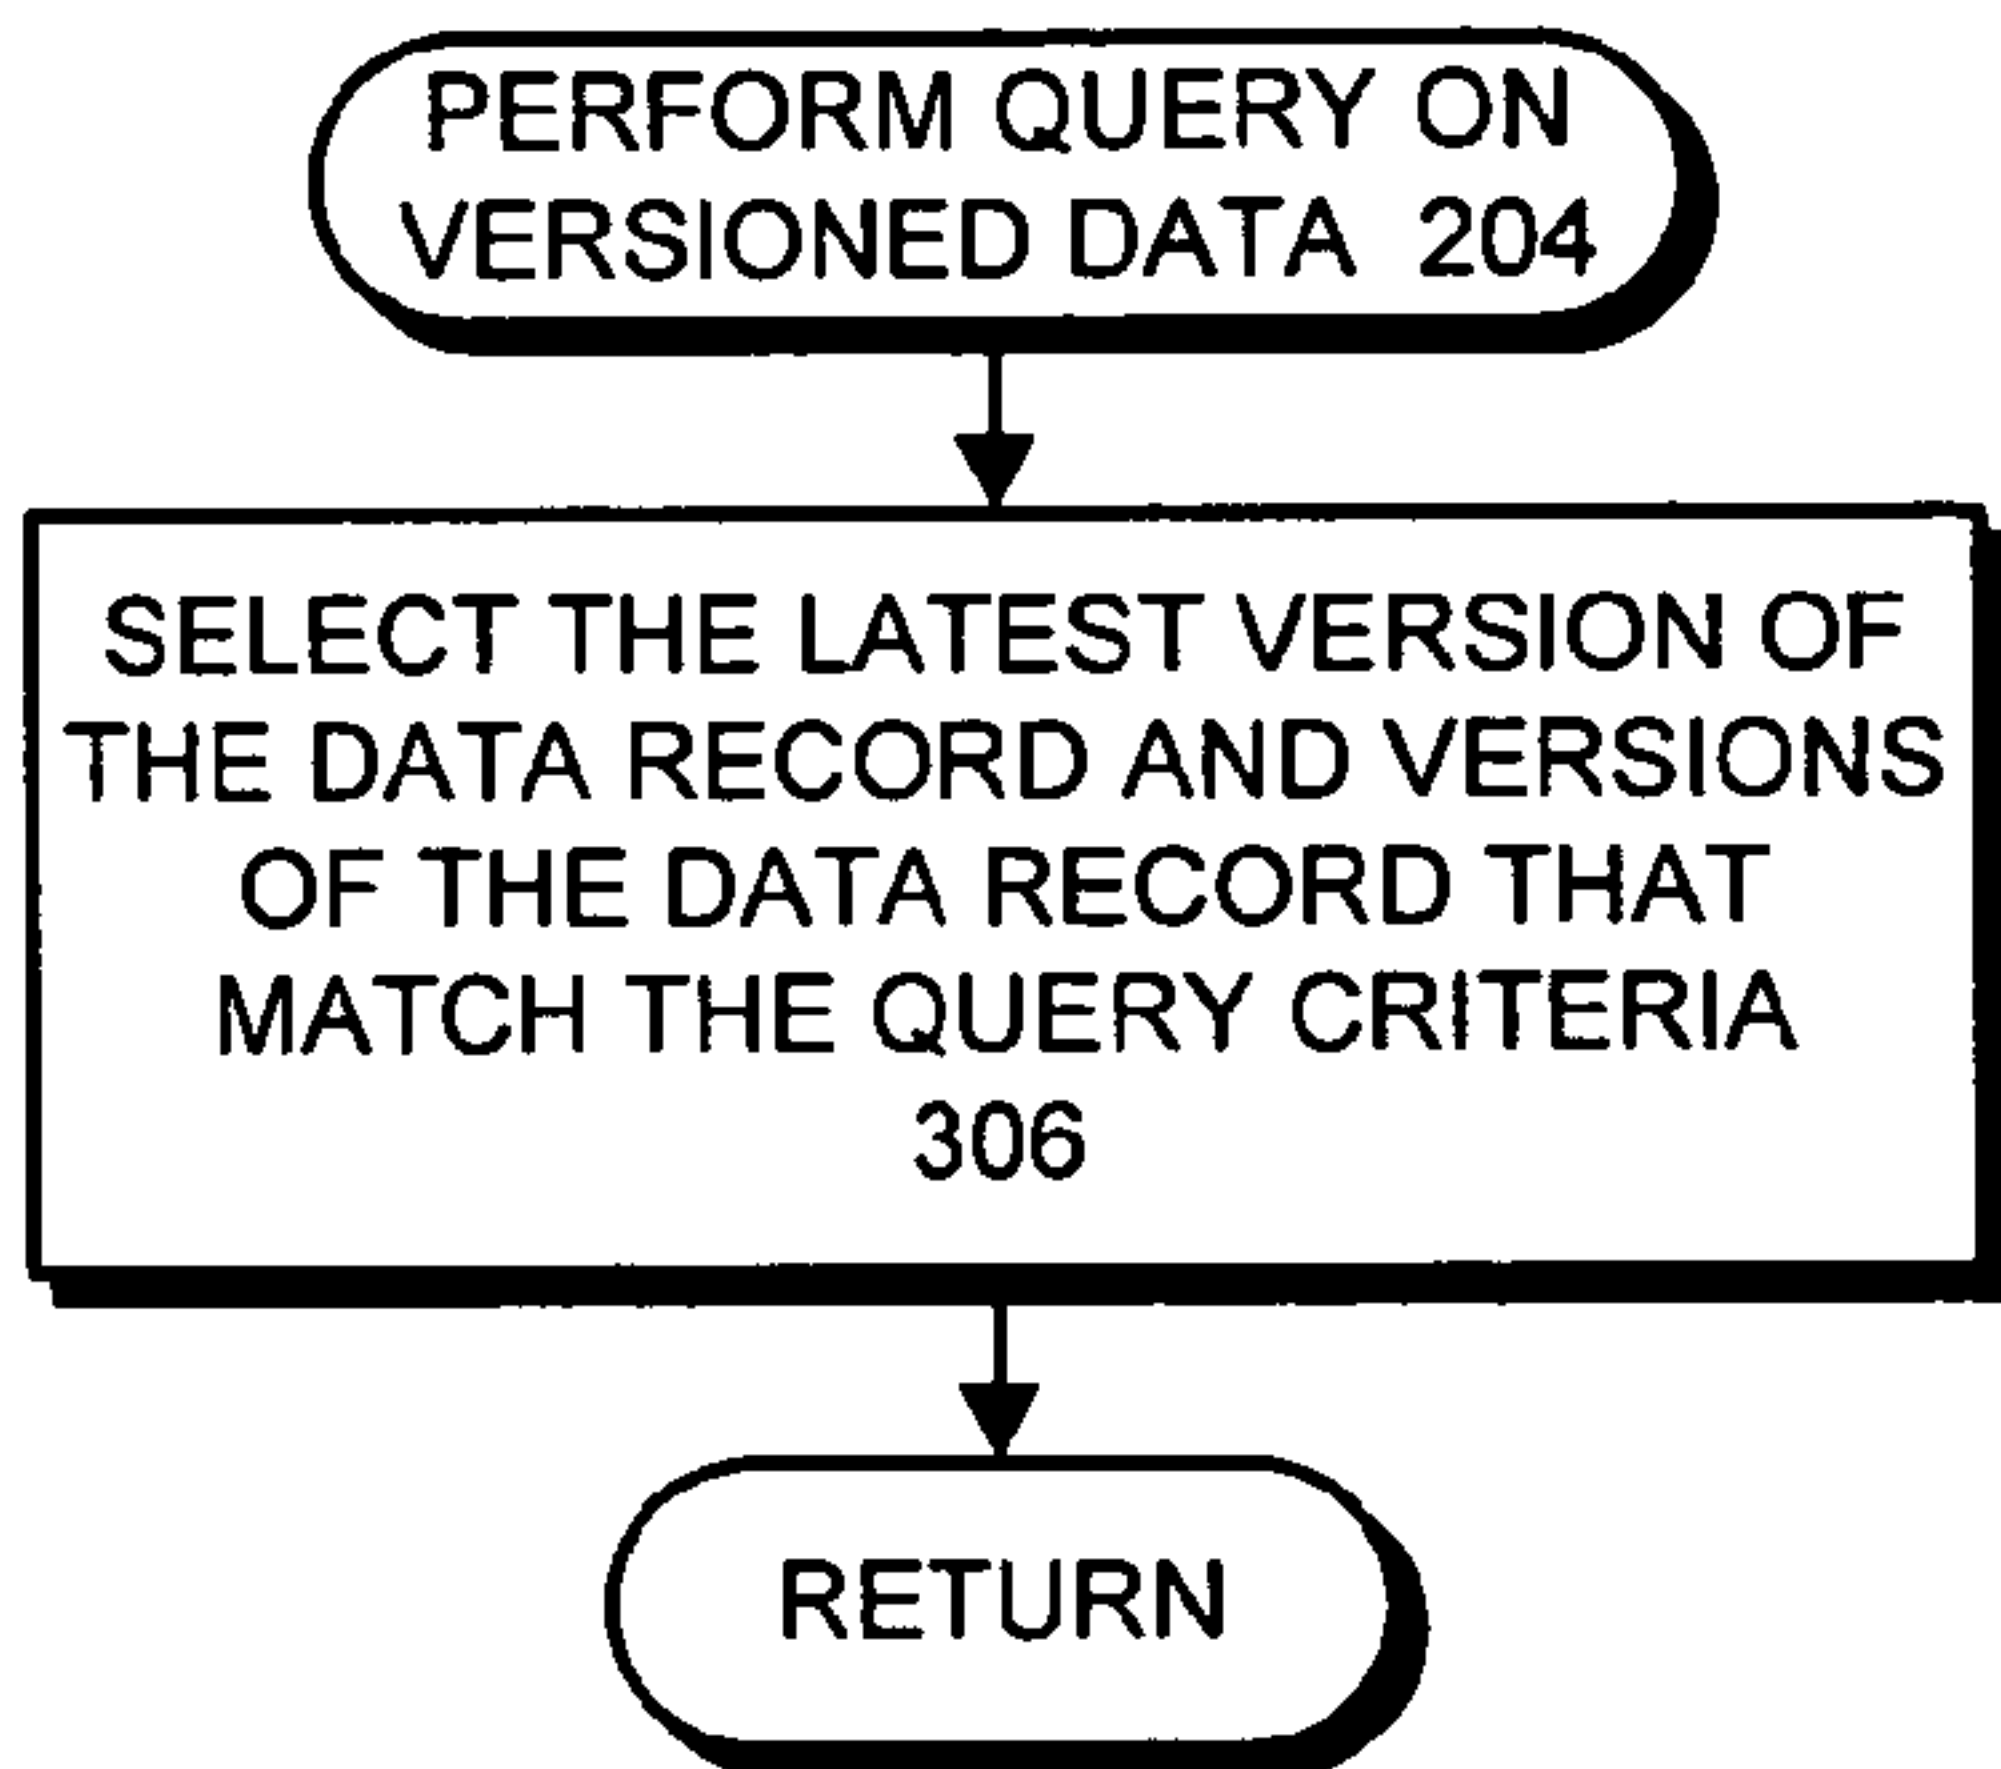 PERFORM QUERY ON
VERSIONED DATA 204
SELECT THE LATEST VERSION OF
THE DATA RECORD AND VERSIONS
OF THE DATA RECORD THAT
MATCH THE QUERY CRITERIA
306
RETURN